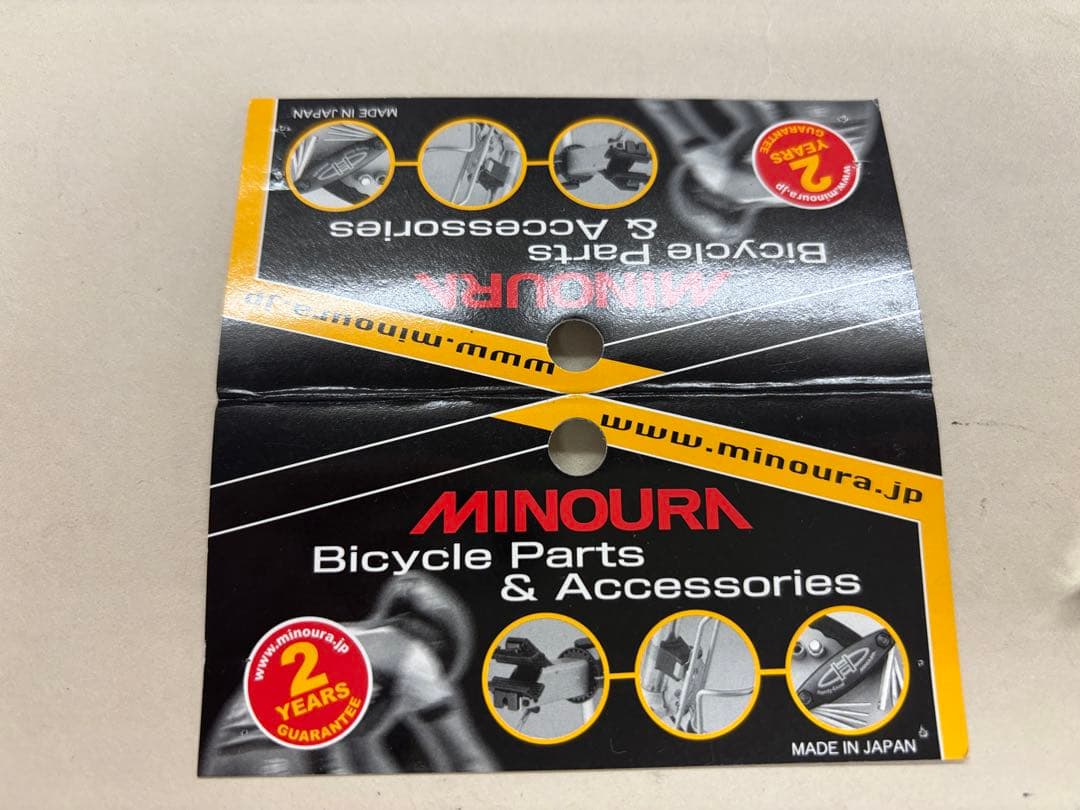 MADE IN JAPAN
2
YEARS
GUARANTEE
www.minoura.jp
Bicycle Parts
& Accessories
MINOURA
www.minoura.jp
www.minoura.jp
MINOURA
Bicycle Parts
& Accessories
www.minoura.jp
2
YEARS
GUARANTEE
MADE IN JAPAN